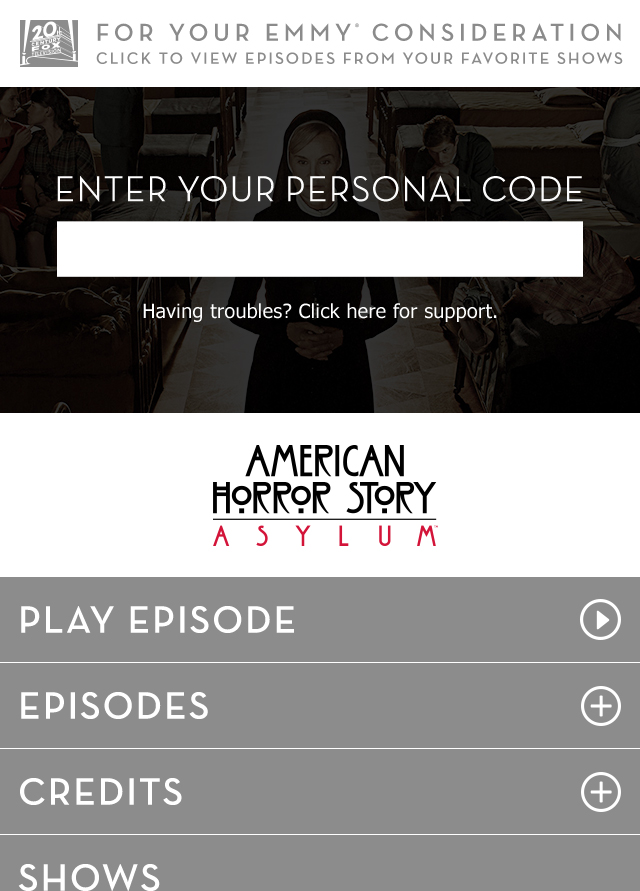 20th
CENTURY
FOX
TELEVISION
FOR YOUR EMMY® CONSIDERATION
CLICK TO VIEW EPISODES FROM YOUR FAVORITE SHOWS
ENTER YOUR PERSONAL CODE
Having troubles? Click here for support.
AMERICAN
HORROR STORY
ASYLUM™
PLAY EPISODE
EPISODES
CREDITS
SHOWS